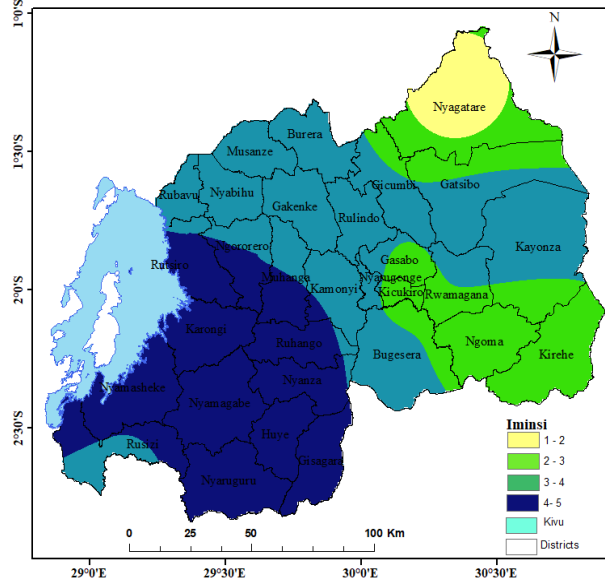 N
1°0'S
1°30'S
2°0'S
2°30'S
Nyagatare
Burera
Musanze
Rubavu
Nyabihu
Gakenke
Rulindo
Gicumbi
Gatsibo
Kayonza
Ngororero
Rutsiro
Muhanga
Kamonyi
Gasabo
Nyarugenge
Kicukiro
Rwamagana
Karongi
Ruhango
Bugesera
Ngoma
Kirehe
Nyamasheke
Nyanza
Nyamagabe
Huye
Rusizi
Gisagara
Nyaruguru
Iminsi
1 - 2
2 - 3
3 - 4
4- 5
Kivu
Districts
0 25 50 100 Km
29°0'E 29°30'E 30°0'E 30°30'E